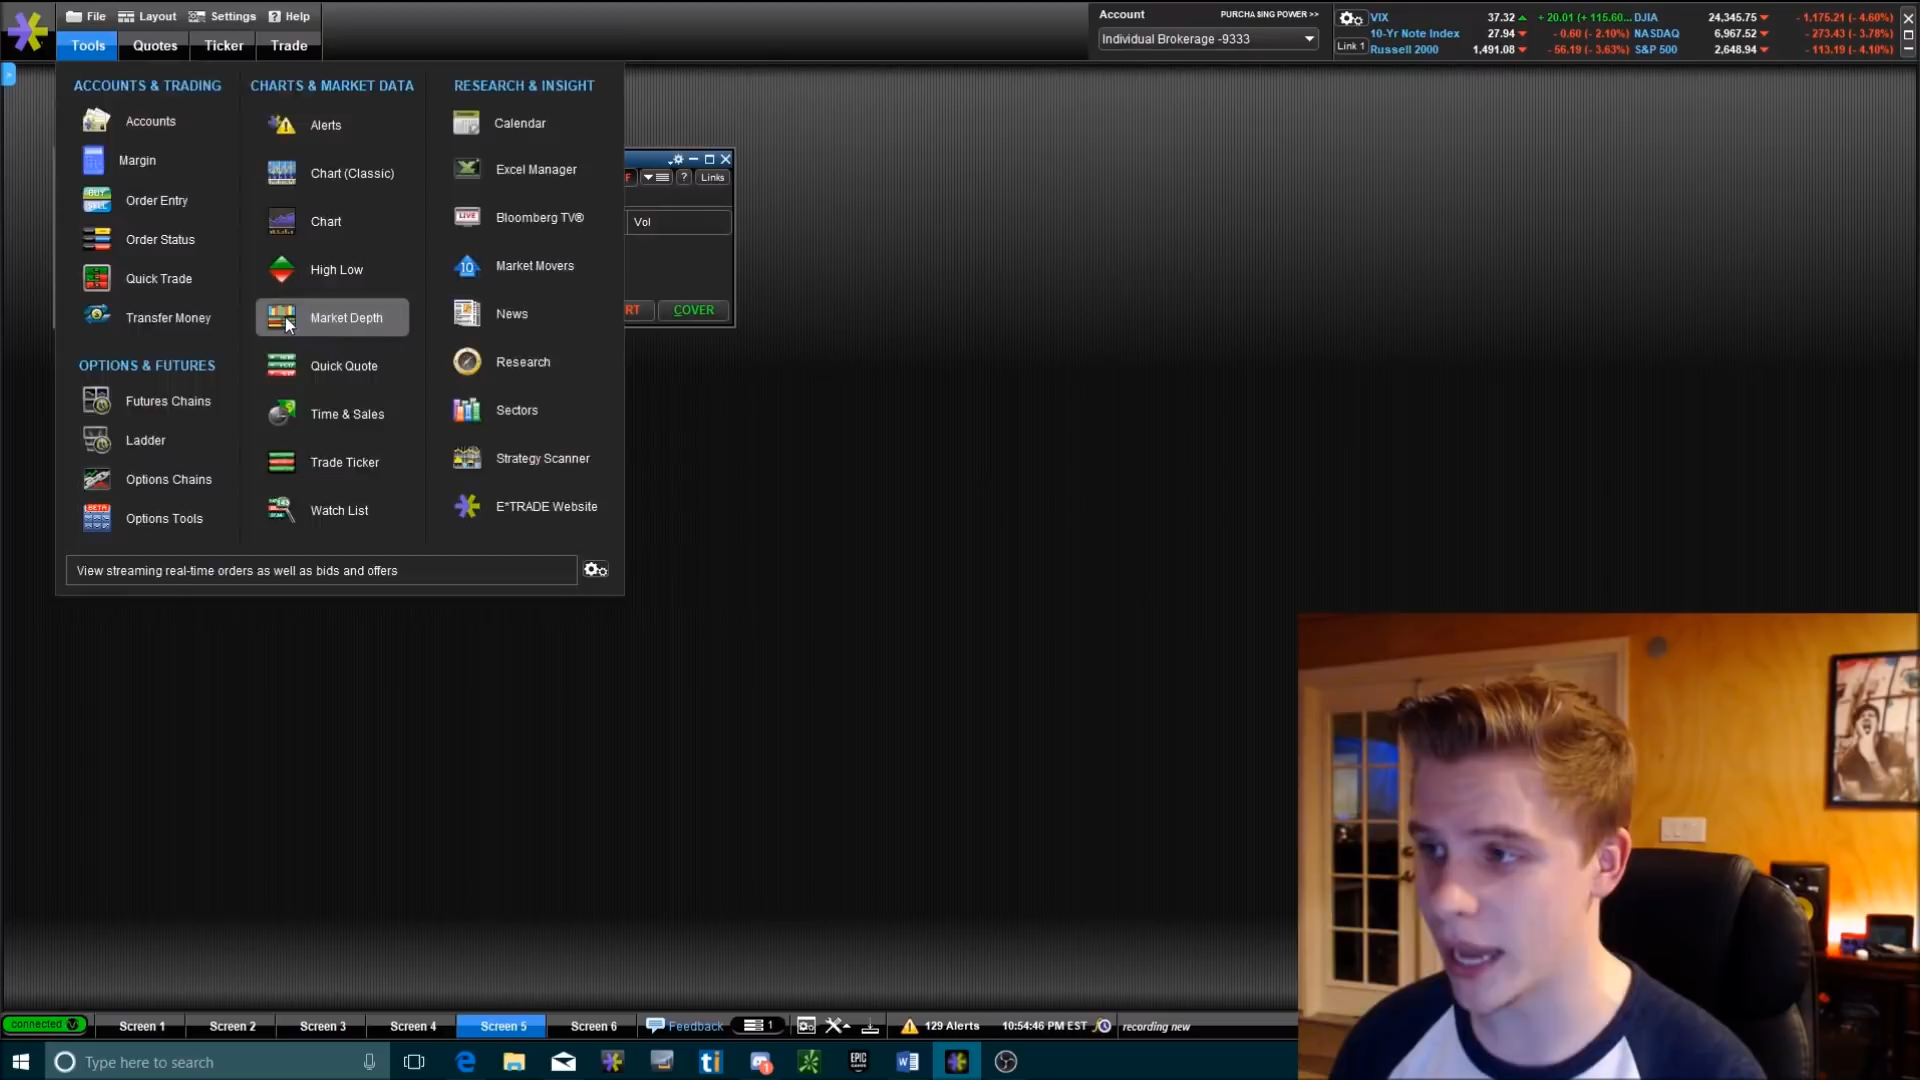 File Layout Settings ? Help
Tools Quotes Ticker Trade
Account PURCHASING POWER >>
Individual Brokerage -9333
Link 1
VIX 37.32 + 20.01 (+ 115.60... DJIA 24,345.75 - 1,175.21 (- 4.60%)
10-Yr Note Index 27.94 - 0.60 (- 2.10%) NASDAQ 6,967.52 - 273.43 (- 3.78%)
Russell 2000 1,491.08 - 56.19 (- 3.63%) S&P 500 2,648.94 - 113.19 (- 4.10%)
ACCOUNTS & TRADING
Accounts
Margin
Order Entry
Order Status
Quick Trade
Transfer Money
OPTIONS & FUTURES
Futures Chains
Ladder
Options Chains
Options Tools
CHARTS & MARKET DATA
Alerts
Chart (Classic)
Chart
High Low
Market Depth
Quick Quote
Time & Sales
Trade Ticker
Watch List
RESEARCH & INSIGHT
Calendar
Excel Manager
LIVE Bloomberg TV®
10 Market Movers
News
Research
Sectors
Strategy Scanner
E*TRADE Website
View streaming real-time orders as well as bids and offers
F ? Links
Vol
RT COVER
connected Screen 1 Screen 2 Screen 3 Screen 4 Screen 5 Screen 6 Feedback 1 129 Alerts 10:54:46 PM EST recording new
Type here to search
ti
EPIC GAMES